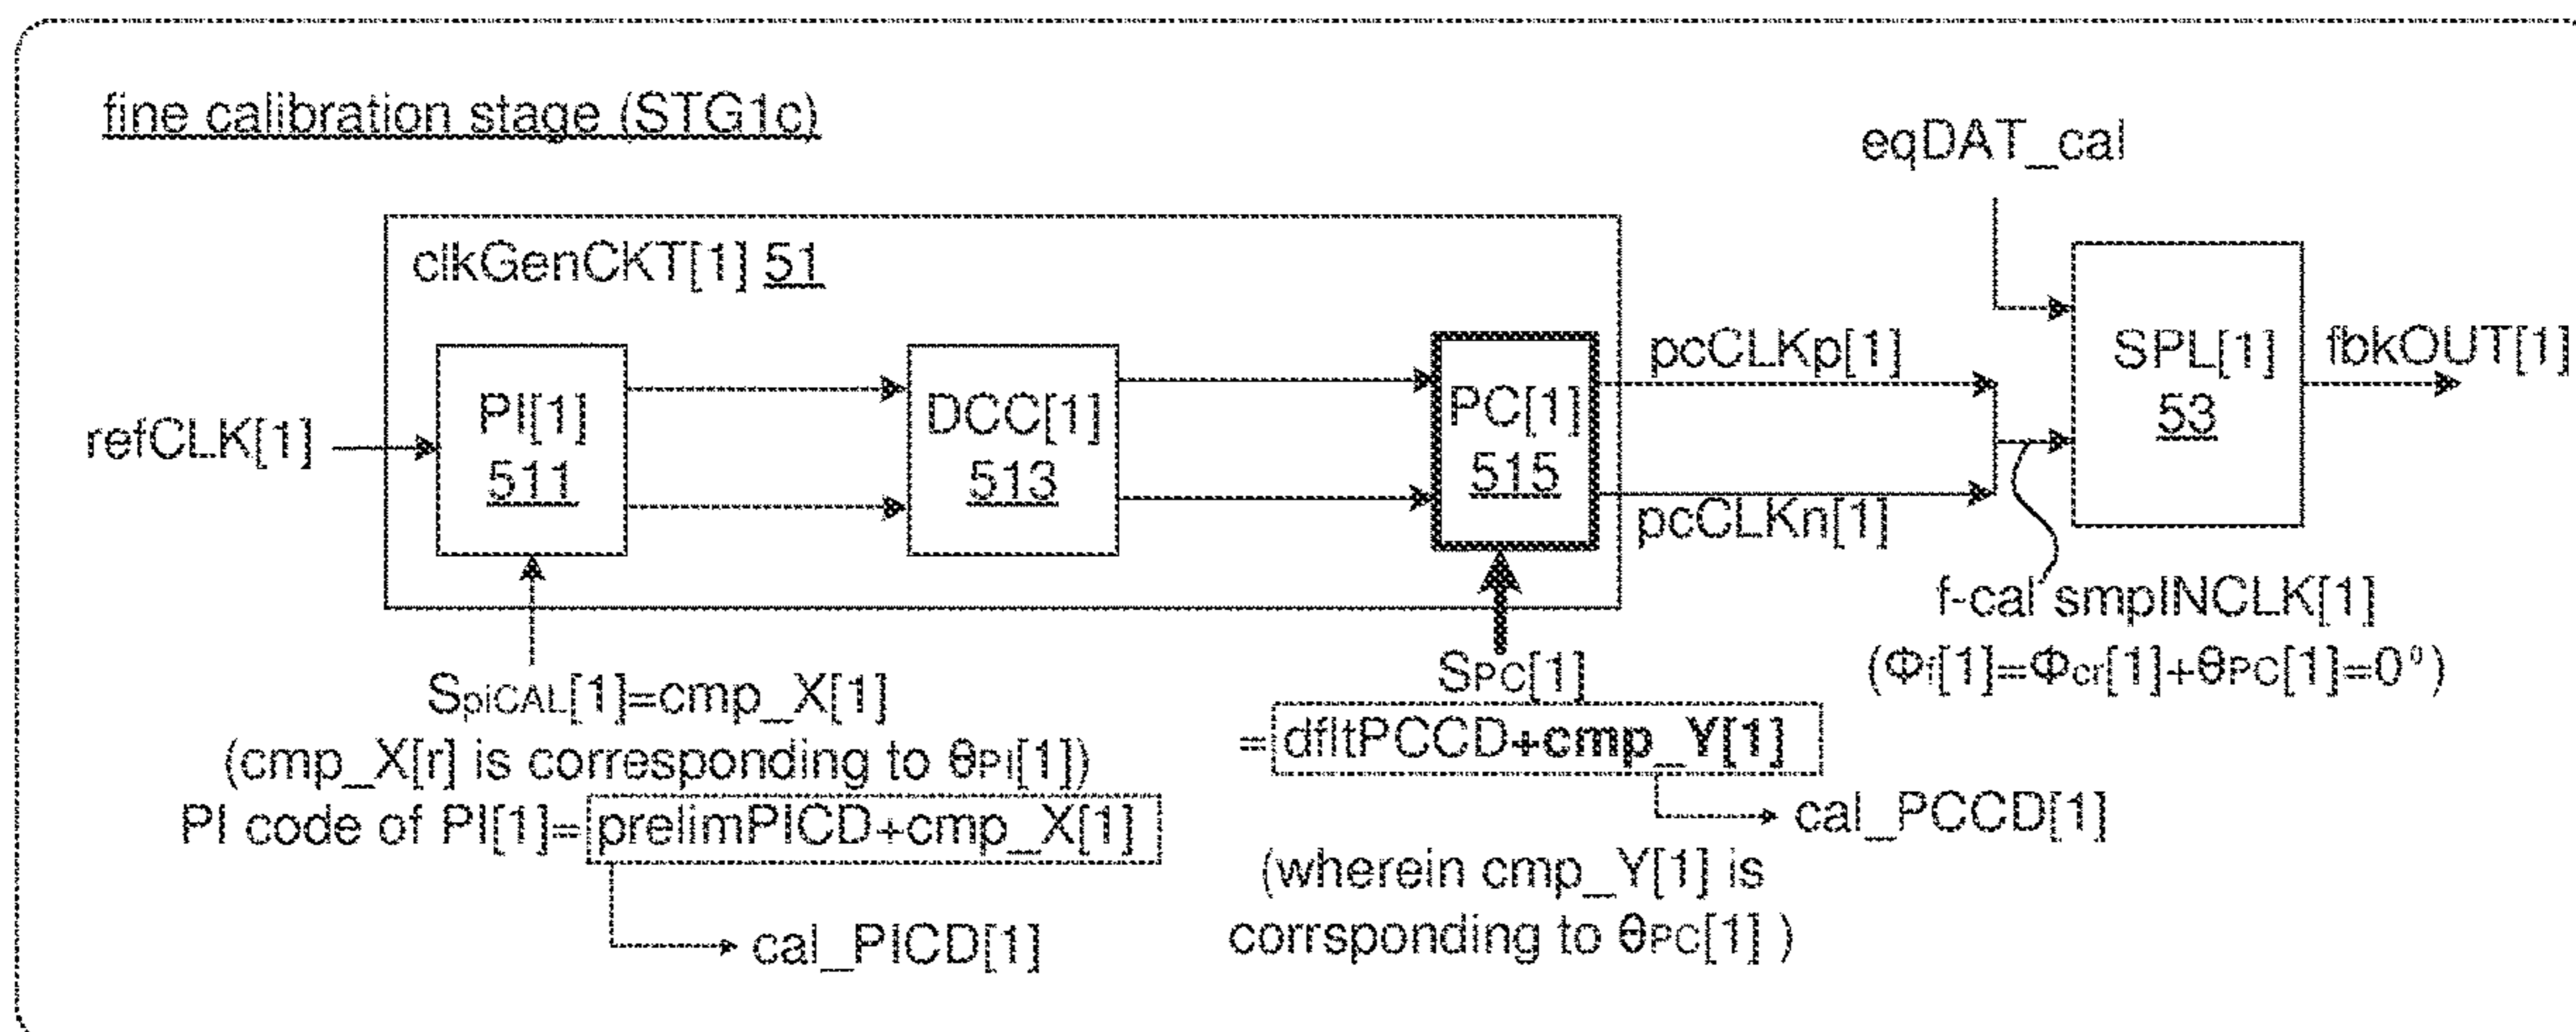 fine calibration stage (STG1c)
eqDAT_cal
clkGenCKT[1] 51
refCLK[1]
PI[1]
511
DCC[1]
513
PC[1]
515
pcCLKp[1]
pcCLKn[1]
SPL[1]
53
fbkOUT[1]
f-cal smplNCLK[1]
(Φf[1]=Φcr[1]+θPC[1]=0°)
SpiCAL[1]=cmp_X[1]
(cmp_X[r] is corresponding to θPI[1])
PI code of PI[1]=prelimPICD+cmp_X[1]
cal_PICD[1]
SPC[1]
=dfltPCCD+cmp_Y[1]
cal_PCCD[1]
(wherein cmp_Y[1] is
corrsponding to θPC[1] )